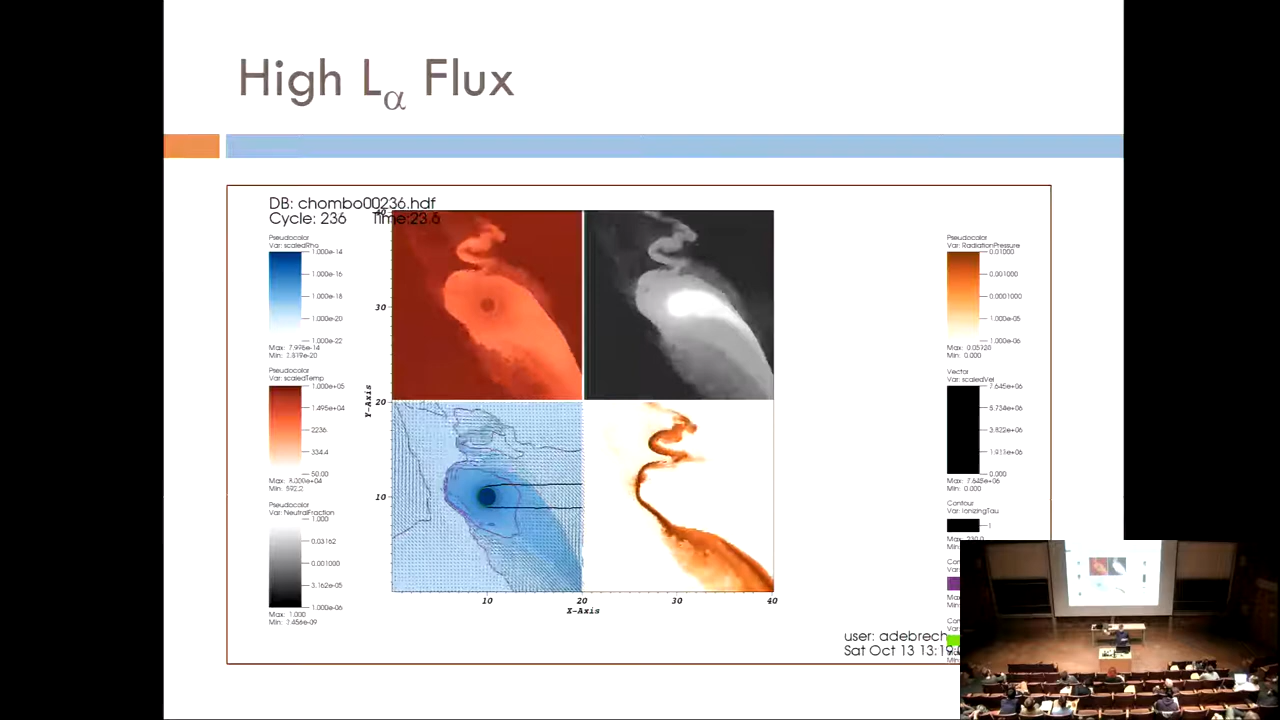 High Lα Flux
DB: chombo00236.hdf
Cycle: 236 Time:23.6
Pseudocolor
Var: scaledRho
1.000e-14
1.000e-16
1.000e-18
1.000e-20
1.000e-22
Max: 7.996e-14
Min: 2.819e-20
Pseudocolor
Var: scaledTemp
1.000e+05
1.495e+04
2236
334.4
50.00
Max: 8.000e+04
Min: 592.2
Pseudocolor
Var: NeutralFraction
1.000
0.03162
0.001000
3.162e-05
1.000e-06
Max: 1.000
Min: 3.456e-09
40
30
20
10
Y-Axis
10 20 30 40
X-Axis
Pseudocolor
Var: RadiationPressure
0.01000
0.001000
0.0001000
1.000e-05
1.000e-06
Max: 0.05320
Min: 0.000
Vector
Var: scaledVel
7.645e+06
5.734e+06
3.822e+06
1.911e+06
0.000
Max: 7.645e+06
Min: 0.000
Contour
Var: ionizingTau
1
user: adebrech
Sat Oct 13 13:19: